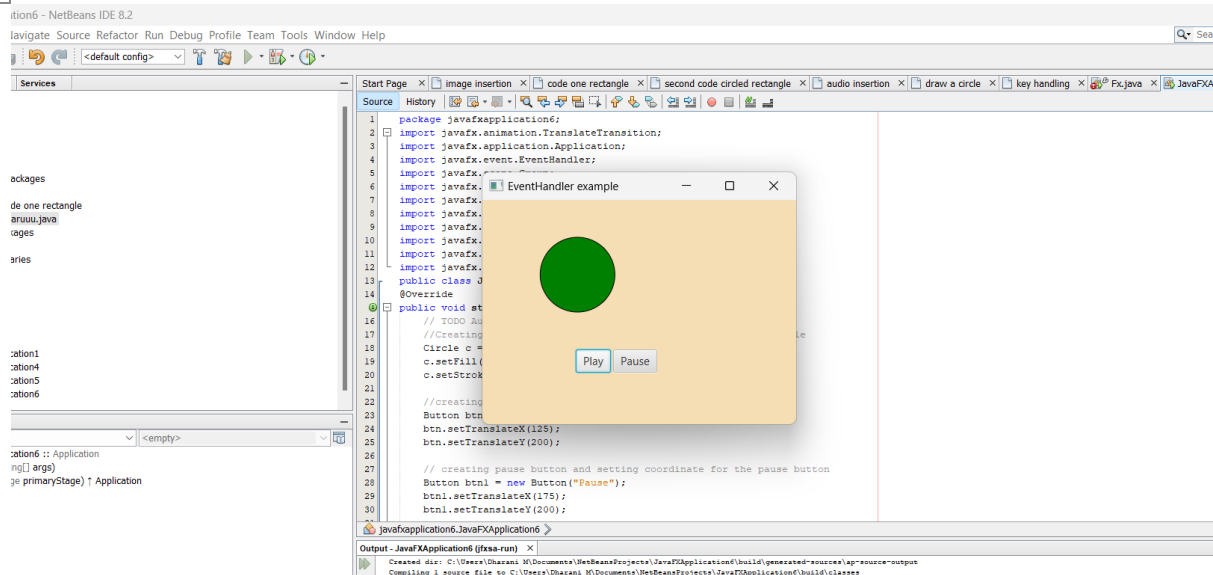 ation6 - NetBeans IDE 8.2
Navigate Source Refactor Run Debug Profile Team Tools Window Help
Sea
<default config>
Services
Start Page image insertion code one rectangle second code circled rectangle audio insertion draw a circle key handling Fx.java JavaFXA
Source History
1 package javafxapplication6;
2 import javafx.animation.TranslateTransition;
3 import javafx.application.Application;
4 import javafx.event.EventHandler;
5 import javafx.scene.Group;
6 import javafx.
7 import javafx.
8 import javafx.
9 import javafx.
10 import javafx.
11 import javafx.
12 import javafx.
13 public class J
14 @Override
public void st
16 // TODO Au
17 //Creating le
18 Circle c =
19 c.setFill(
20 c.setStrok
21
22 //creating
23 Button btn
24 btn.setTranslateX(125);
25 btn.setTranslateY(200);
26
27 // creating pause button and setting coordinate for the pause button
28 Button btn1 = new Button("Pause");
29 btn1.setTranslateX(175);
30 btn1.setTranslateY(200);
EventHandler example
Play Pause
ackages
de one rectangle
aruuu.java
kages
aries
cation1
cation4
cation5
cation6
<empty>
cation6 :: Application
ng[] args)
ge primaryStage) ↑ Application
javafxapplication6.JavaFXApplication6
Output - JavaFXApplication6 (jfxsa-run)
Created dir: C:\Users\Dharani M\Documents\NetBeansProjects\JavaFXApplication6\build\generated-sources\ap-source-output
Compiling 1 source file to C:\Users\Dharani M\Documents\NetBeansProjects\JavaFXApplication6\build\classes